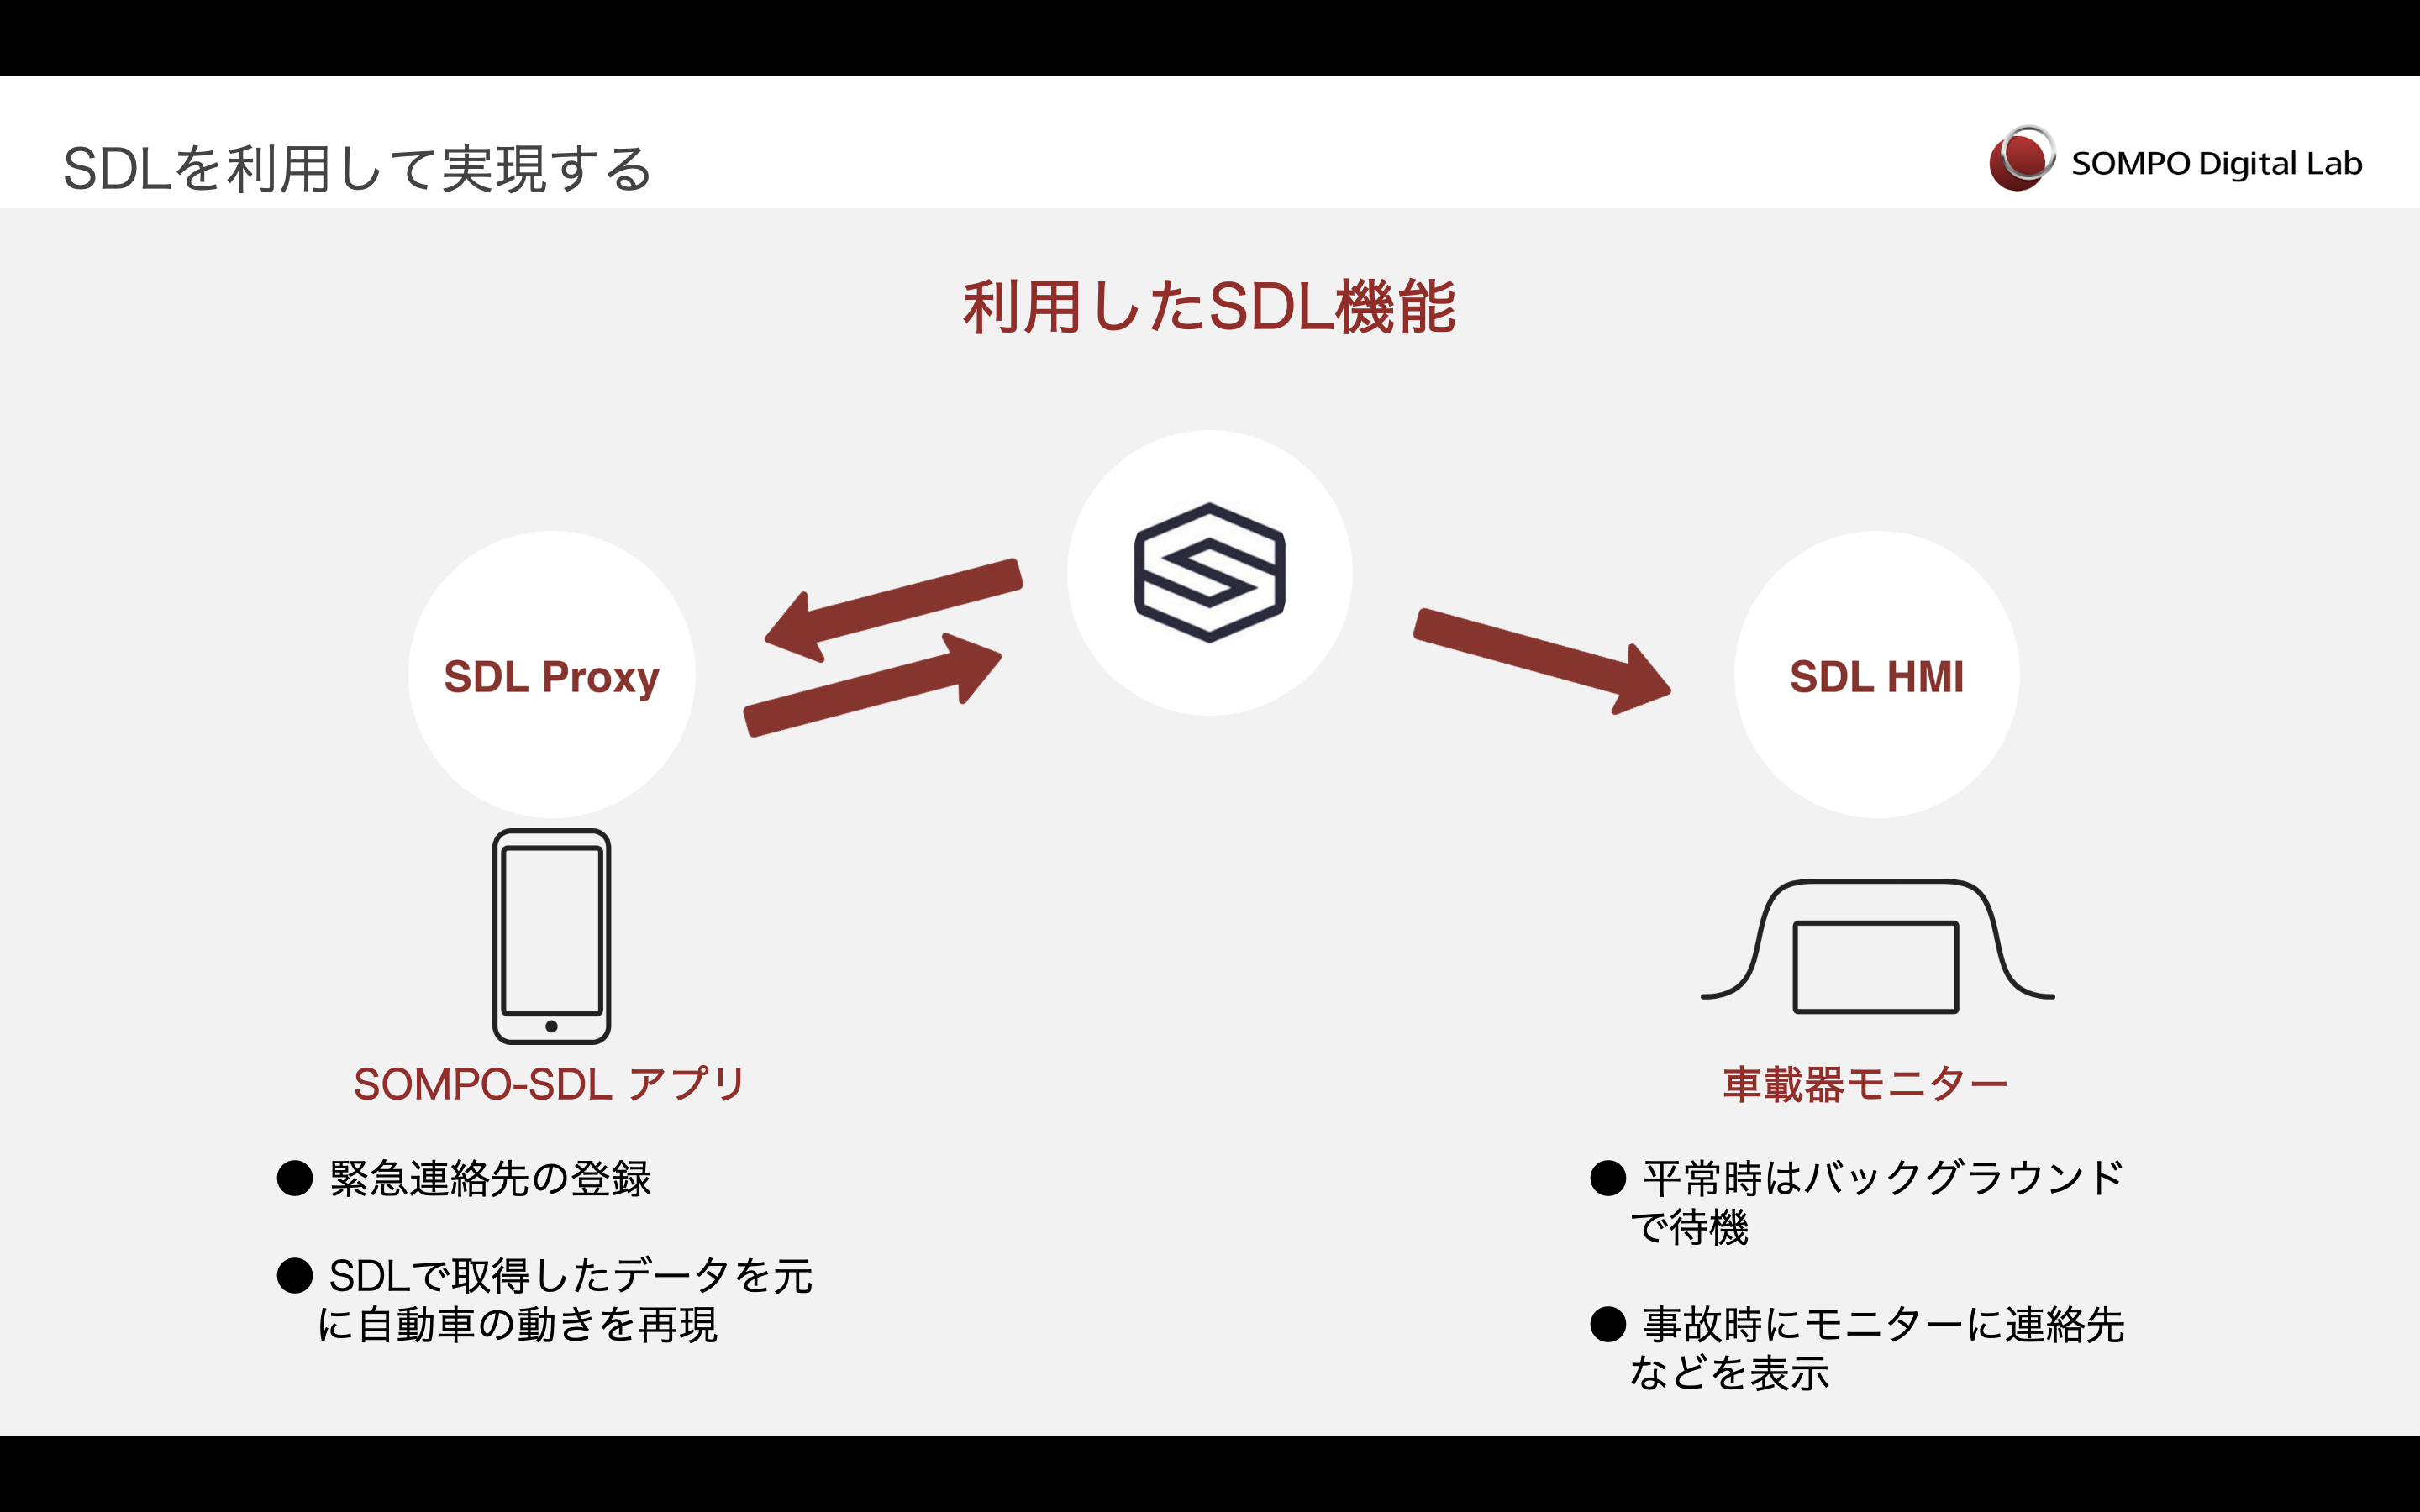 SDLを利用して実現する
SOMPO Digital Lab
利用したSDL機能
SDL Proxy
SDL HMI
SOMPO-SDL アプリ
● 緊急連絡先の登録
● SDLで取得したデータを元
に自動車の動きを再現
車載器モニター
● 平常時はバックグラウンド
で待機
● 事故時にモニターに連絡先
などを表示